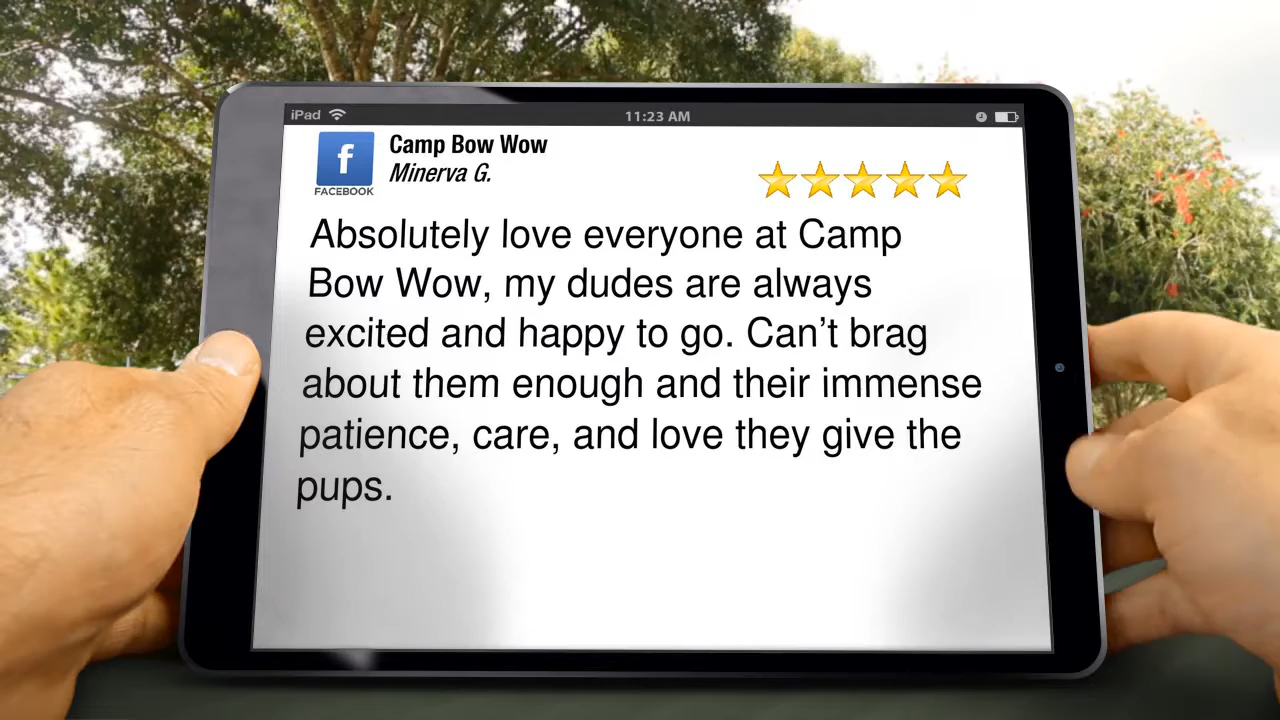 iPad 11:23 AM
f
Camp Bow Wow
Minerva G.
FACEBOOK
Absolutely love everyone at Camp
Bow Wow, my dudes are always
excited and happy to go. Can’t brag
about them enough and their immense
patience, care, and love they give the
pups.